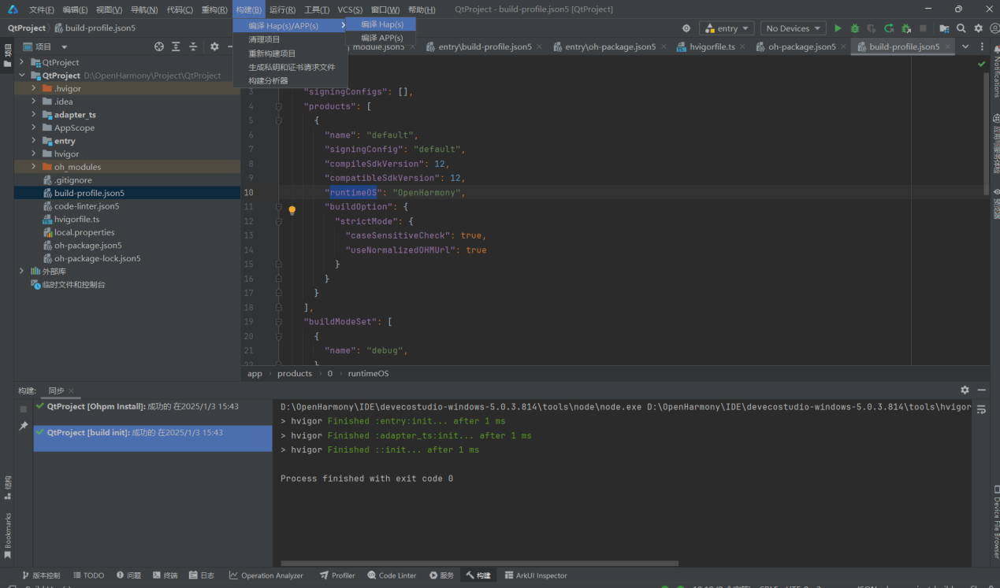 文件(F) 编辑(E) 视图(V) 导航(N) 代码(C) 重构(R) 构建(B) 运行(R) 工具(T) VCS(S) 窗口(W) 帮助(H) QtProject - build-profile.json5 [QtProject]
QtProject build-profile.json5 entry No Devices
编译 Hap(s)/APP(s)
清理项目
重新构建项目
生成私钥和证书请求文件
构建分析器
编译 Hap(s)
编译 APP(s)
项目
module.json5 entry\build-profile.json5 entry\oh-package.json5 hvigorfile.ts oh-package.json5 build-profile.json5
QtProject
QtProject D:\OpenHarmony\Project\QtProject
.hvigor
.idea
adapter_ts
AppScope
entry
hvigor
oh_modules
.gitignore
build-profile.json5
code-linter.json5
hvigorfile.ts
local.properties
oh-package.json5
oh-package-lock.json5
外部库
临时文件和控制台
3 "signingConfigs": [],
4 "products": [
5 {
6 "name": "default",
7 "signingConfig": "default",
8 "compileSdkVersion": 12,
9 "compatibleSdkVersion": 12,
10 "runtimeOS": "OpenHarmony",
11 "buildOption": {
12 "strictMode": {
13 "caseSensitiveCheck": true,
14 "useNormalizedOHMUrl": true
15 }
16 }
17 }
18 ],
19 "buildModeSet": [
20 {
21 "name": "debug",
22 }
app › products › 0 › runtimeOS
构建: 同步
QtProject [Ohpm Install]: 成功的 在2025/1/3 15:43
QtProject [build init]: 成功的 在2025/1/3 15:43
D:\OpenHarmony\IDE\devecostudio-windows-5.0.3.814\tools\node\node.exe D:\OpenHarmony\IDE\devecostudio-windows-5.0.3.814\tools\hvigor
> hvigor Finished :entry:init... after 1 ms
> hvigor Finished :adapter_ts:init... after 1 ms
> hvigor Finished ::init... after 1 ms
Process finished with exit code 0
项目
结构
Bookmarks
Notifications
预览器
Device File Browser
版本控制 TODO 问题 终端 日志 Operation Analyzer Profiler Code Linter 服务 构建 ArkUI Inspector